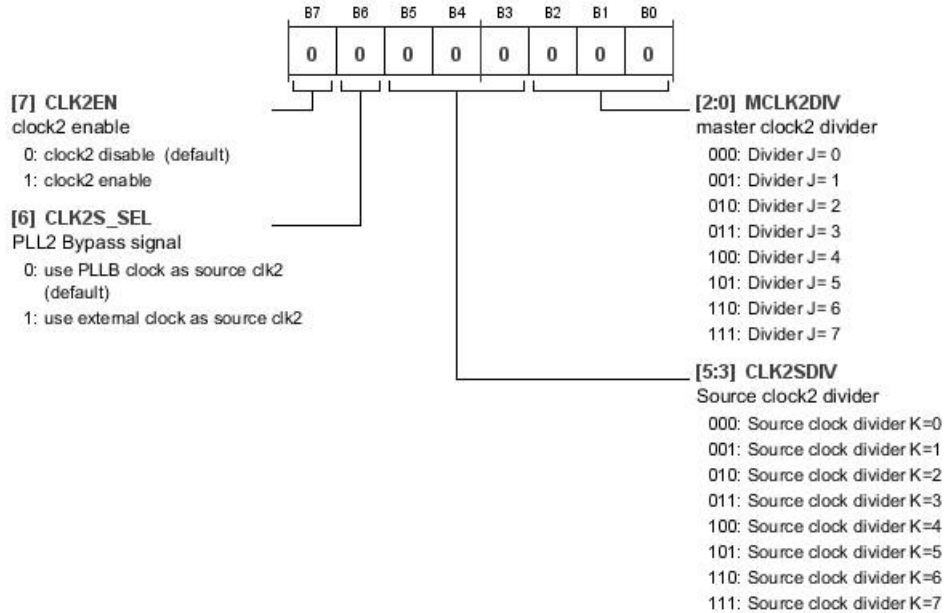 B7 B6 B5 B4 B3 B2 B1 B0
0 0 0 0 0 0 0 0
[7] CLK2EN
clock2 enable
0: clock2 disable (default)
1: clock2 enable
[6] CLK2S_SEL
PLL2 Bypass signal
0: use PLLB clock as source clk2
(default)
1: use external clock as source clk2
[2:0] MCLK2DIV
master clock2 divider
000: Divider J= 0
001: Divider J= 1
010: Divider J= 2
011: Divider J= 3
100: Divider J= 4
101: Divider J= 5
110: Divider J= 6
111: Divider J= 7
[5:3] CLK2SDIV
Source clock2 divider
000: Source clock divider K=0
001: Source clock divider K=1
010: Source clock divider K=2
011: Source clock divider K=3
100: Source clock divider K=4
101: Source clock divider K=5
110: Source clock divider K=6
111: Source clock divider K=7